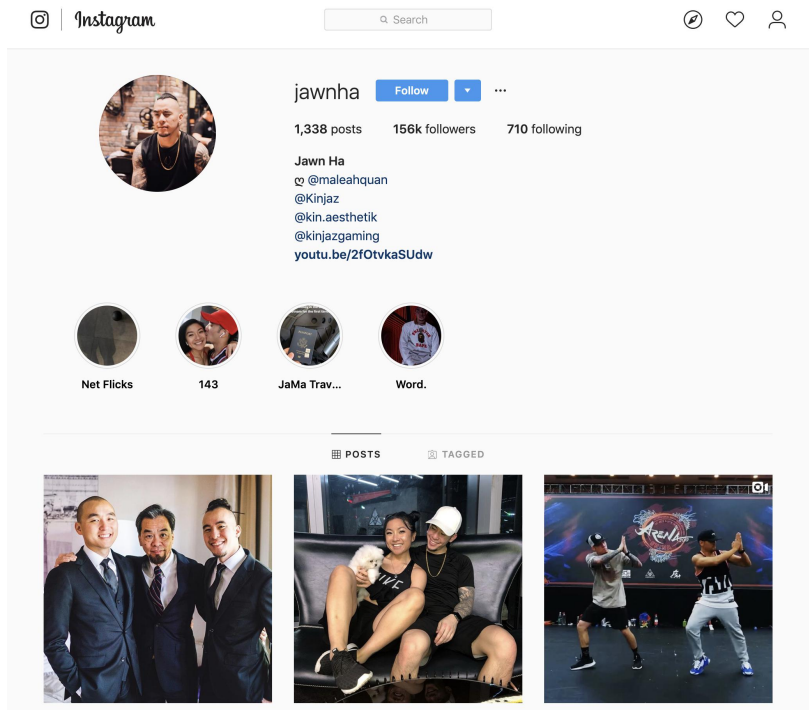 Instagram
Search
jawnha Follow
1,338 posts 156k followers 710 following
Jawn Ha
ღ @maleahquan
@Kinjaz
@kin.aesthetik
@kinjazgaming
youtu.be/2fOtvkaSUdw
Net Flicks 143 JaMa Trav... Word.
POSTS TAGGED
ARENA